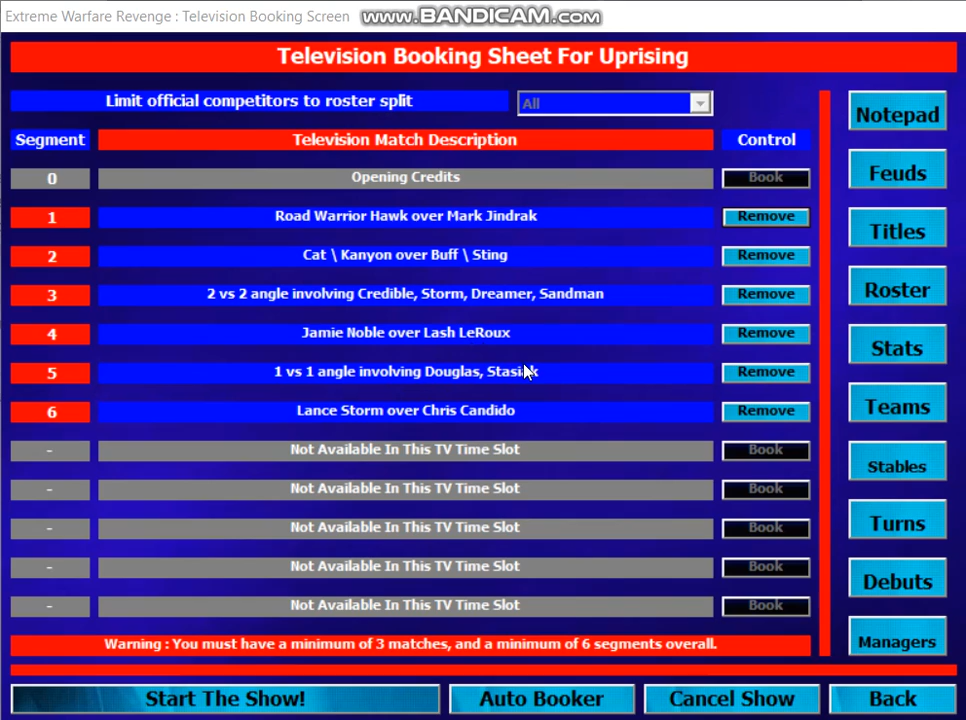 Extreme Warfare Revenge : Television Booking Screen
www.BANDICAM.com
Television Booking Sheet For Uprising
Limit official competitors to roster split All
Segment Television Match Description Control
0 Opening Credits Book
1 Road Warrior Hawk over Mark Jindrak Remove
2 Cat \ Kanyon over Buff \ Sting Remove
3 2 vs 2 angle involving Credible, Storm, Dreamer, Sandman Remove
4 Jamie Noble over Lash LeRoux Remove
5 1 vs 1 angle involving Douglas, Stasiak Remove
6 Lance Storm over Chris Candido Remove
- Not Available In This TV Time Slot Book
- Not Available In This TV Time Slot Book
- Not Available In This TV Time Slot Book
- Not Available In This TV Time Slot Book
- Not Available In This TV Time Slot Book
Warning : You must have a minimum of 3 matches, and a minimum of 6 segments overall.
Notepad
Feuds
Titles
Roster
Stats
Teams
Stables
Turns
Debuts
Managers
Start The Show! Auto Booker Cancel Show Back